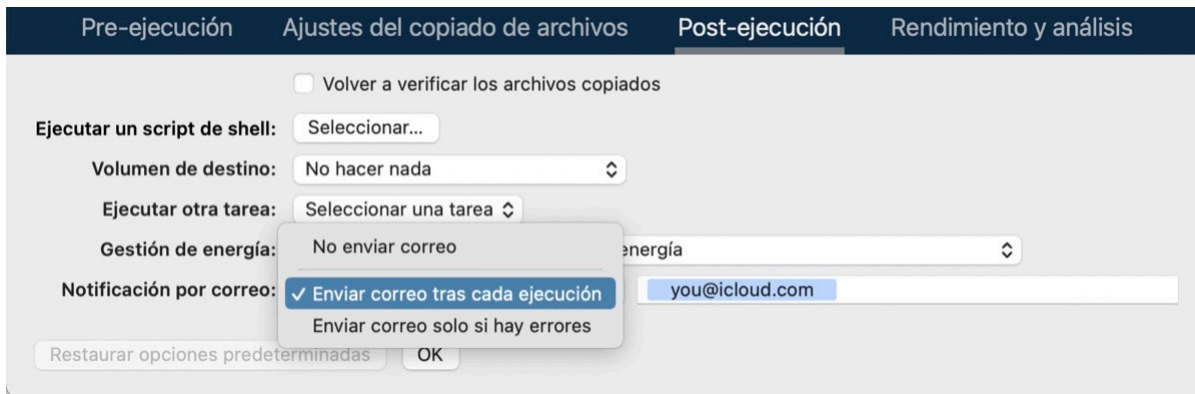 Pre-ejecución Ajustes del copiado de archivos Post-ejecución Rendimiento y análisis
Volver a verificar los archivos copiados
Ejecutar un script de shell: Seleccionar...
Volumen de destino: No hacer nada
Ejecutar otra tarea: Seleccionar una tarea
Gestión de energía: No enviar correo energía
Notificación por correo: ✓ Enviar correo tras cada ejecución you@icloud.com
Enviar correo solo si hay errores
Restaurar opciones predeterminadas OK